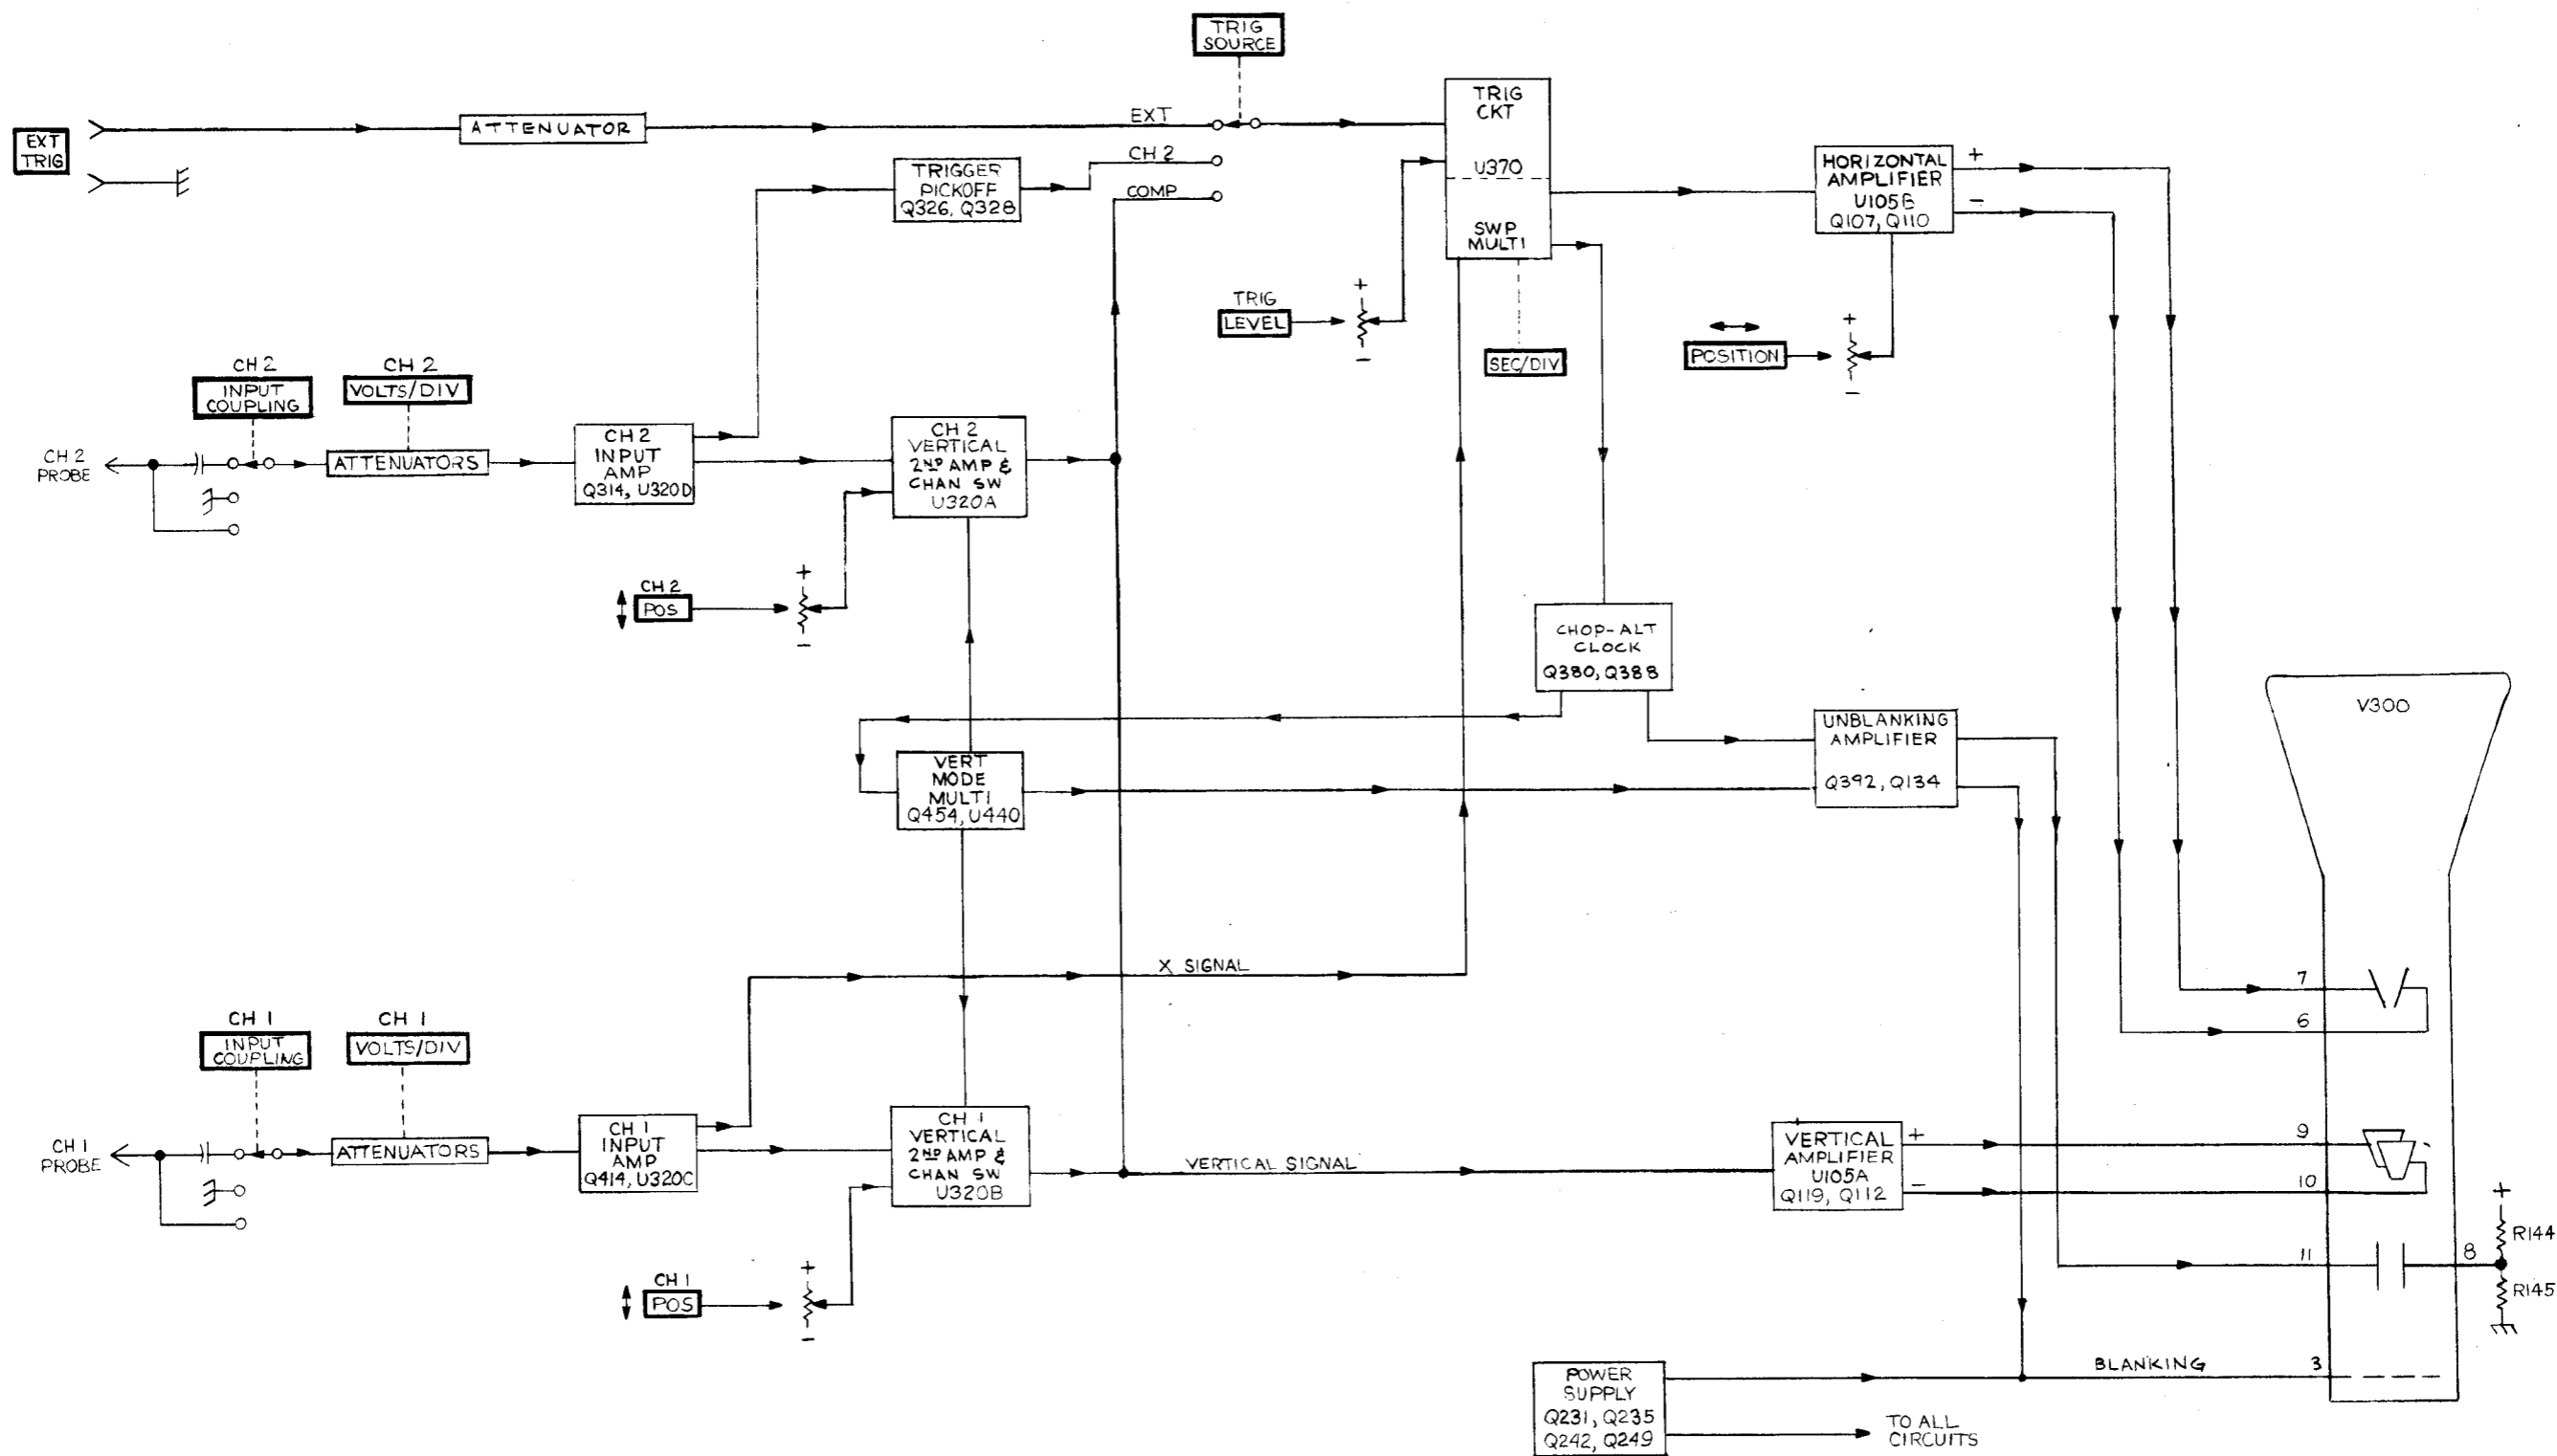 TRIG
SOURCE
EXT
TRIG
ATTENUATOR
EXT
CH 2
COMP
TRIGGER
PICKOFF
Q326, Q328
TRIG
CKT
U370
SWP
MULTI
HORIZONTAL
AMPLIFIER
U105B
Q107, Q110
+
−
TRIG
LEVEL
+
−
SEC/DIV
POSITION
+
−
CH 2
INPUT
COUPLING
CH 2
VOLTS/DIV
CH 2
PROBE
ATTENUATORS
CH 2
INPUT
AMP
Q314, U320D
CH 2
VERTICAL
2ND AMP &
CHAN SW
U320A
CH 2
POS
+
−
CHOP-ALT
CLOCK
Q380, Q388
VERT
MODE
MULTI
Q454, U440
UNBLANKING
AMPLIFIER
Q392, Q134
V300
X SIGNAL
7
6
CH 1
INPUT
COUPLING
CH 1
VOLTS/DIV
CH 1
PROBE
ATTENUATORS
CH 1
INPUT
AMP
Q414, U320C
CH 1
VERTICAL
2ND AMP &
CHAN SW
U320B
VERTICAL SIGNAL
VERTICAL
AMPLIFIER
U105A
Q119, Q112
+
−
9
10
11
8
+
R144
R145
CH 1
POS
+
−
POWER
SUPPLY
Q231, Q235
Q242, Q249
BLANKING
3
TO ALL
CIRCUITS